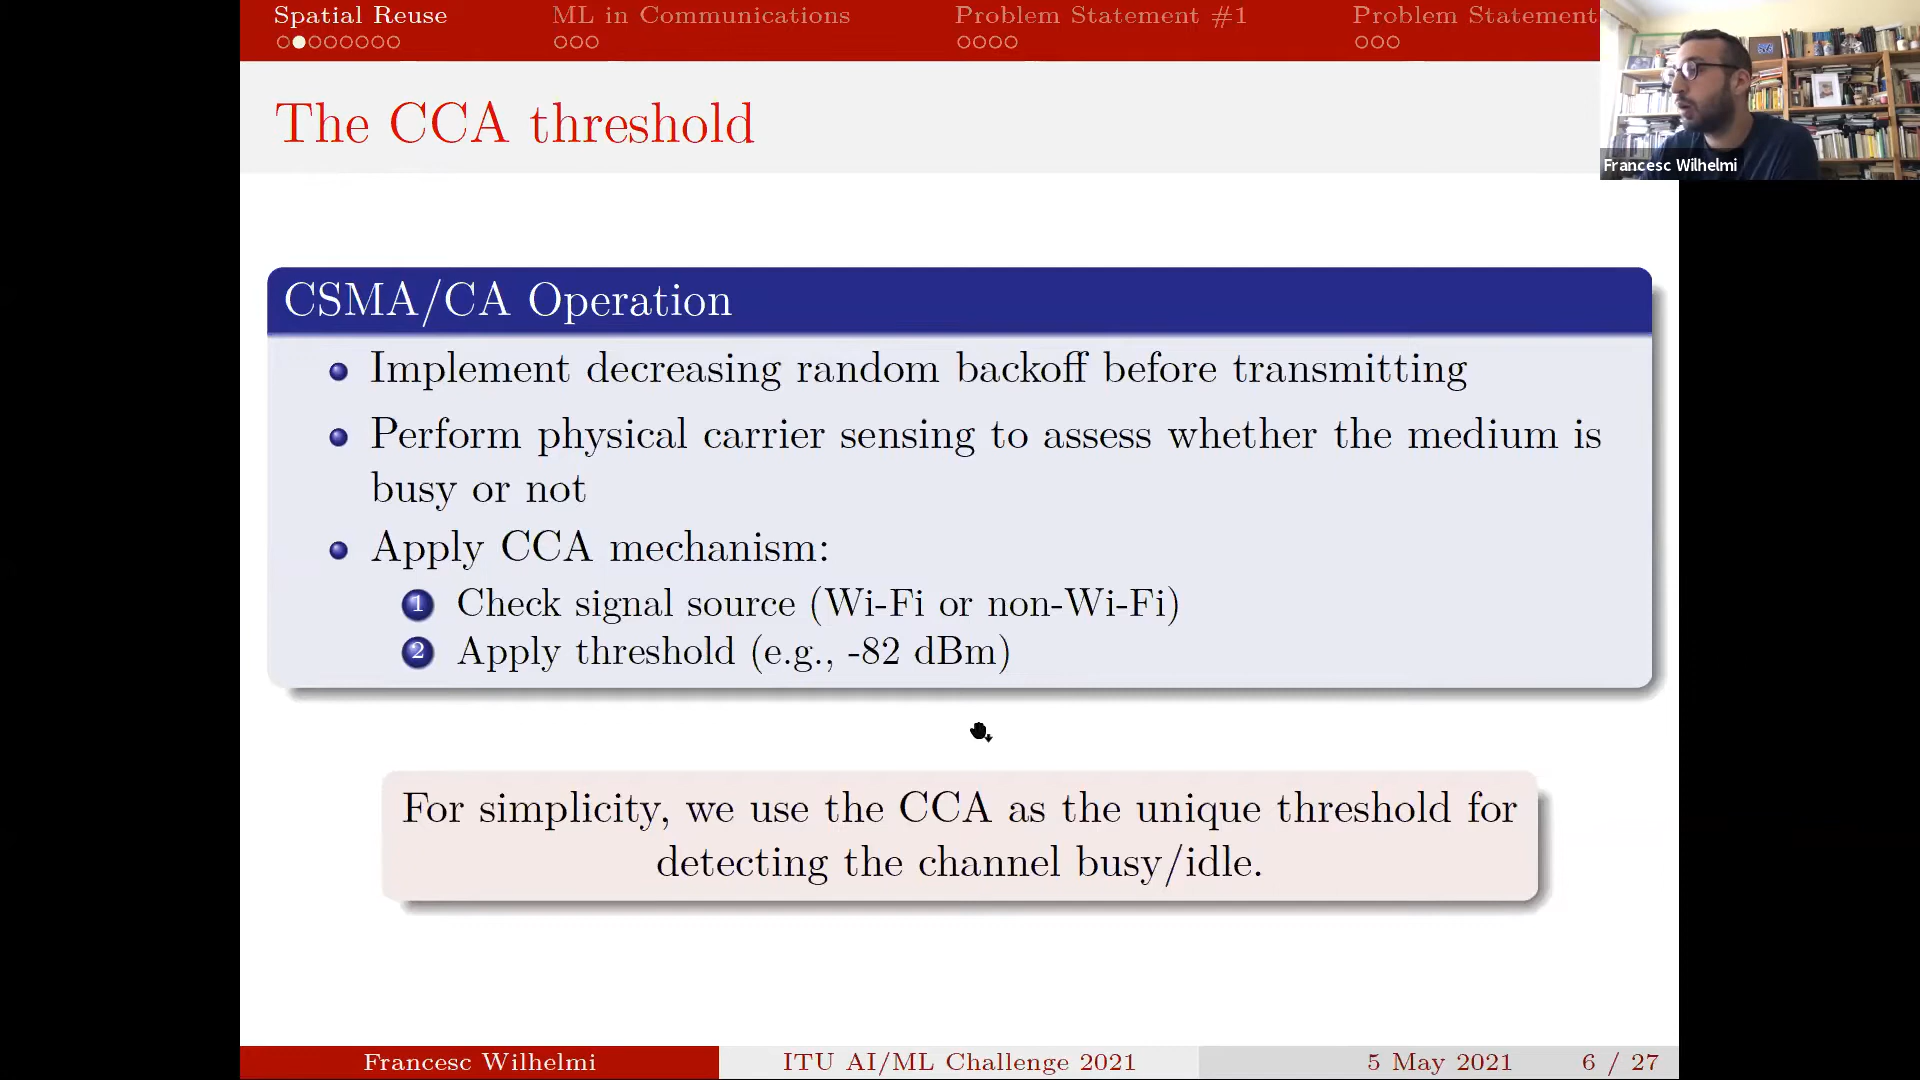 Spatial Reuse
ML in Communications
Problem Statement #1
Problem Statement
The CCA threshold
Francesc Wilhelmi
CSMA/CA Operation
Implement decreasing random backoff before transmitting
Perform physical carrier sensing to assess whether the medium is
busy or not
Apply CCA mechanism:
1 Check signal source (Wi-Fi or non-Wi-Fi)
2 Apply threshold (e.g., -82 dBm)
For simplicity, we use the CCA as the unique threshold for
detecting the channel busy/idle.
Francesc Wilhelmi
ITU AI/ML Challenge 2021
5 May 2021
6 / 27